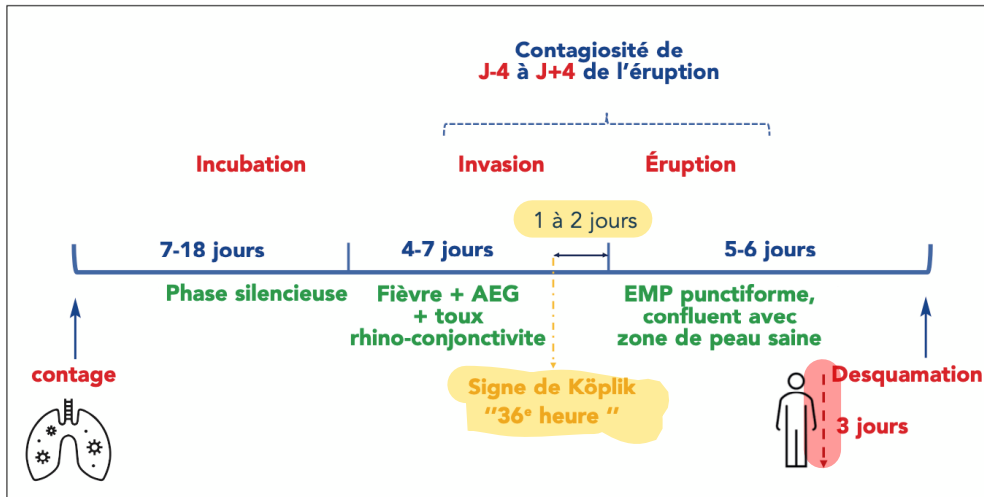 Contagiosité de
J-4 à J+4 de l'éruption
Incubation
Invasion
Éruption
1 à 2 jours
7-18 jours
4-7 jours
5-6 jours
Phase silencieuse
Fièvre + AEG
+ toux
rhino-conjonctivite
EMP punctiforme,
confluent avec
zone de peau saine
contage
Signe de Köplik
"36e heure "
Desquamation
3 jours